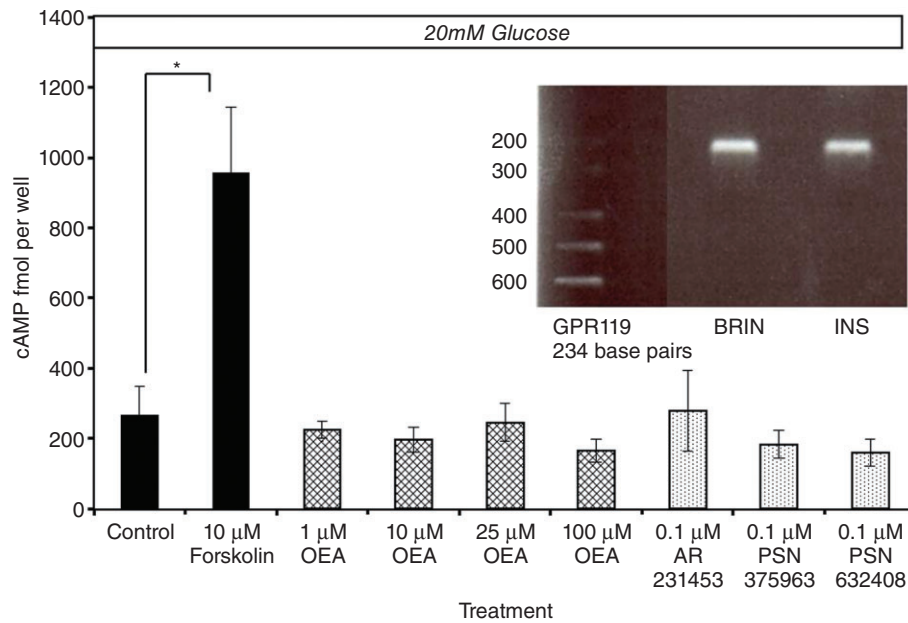 1400
1200
1000
800
600
400
200
0
cAMP fmol per well
20mM Glucose
*
200
300
400
500
600
GPR119
234 base pairs
BRIN
INS
Control
10 μM
Forskolin
1 μM
OEA
10 μM
OEA
25 μM
OEA
100 μM
OEA
0.1 μM
AR
231453
0.1 μM
PSN
375963
0.1 μM
PSN
632408
Treatment